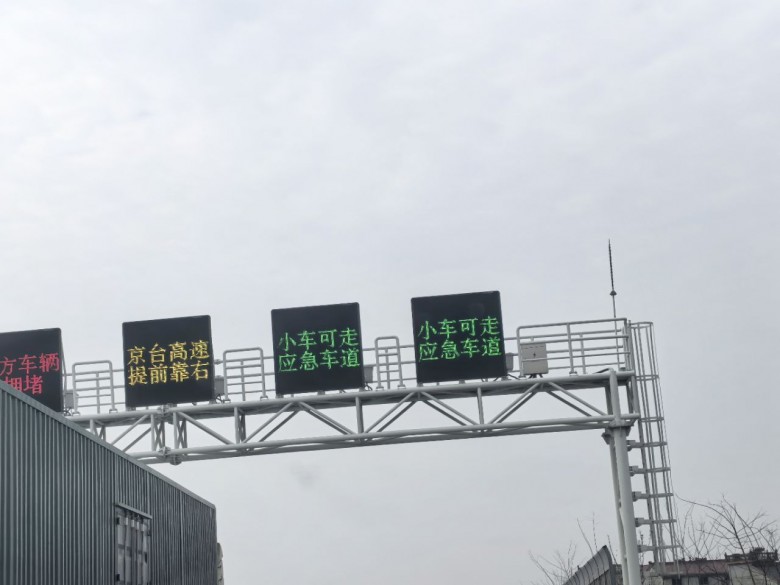 方车辆
拥堵
京台高速
提前靠右
小车可走
应急车道
小车可走
应急车道